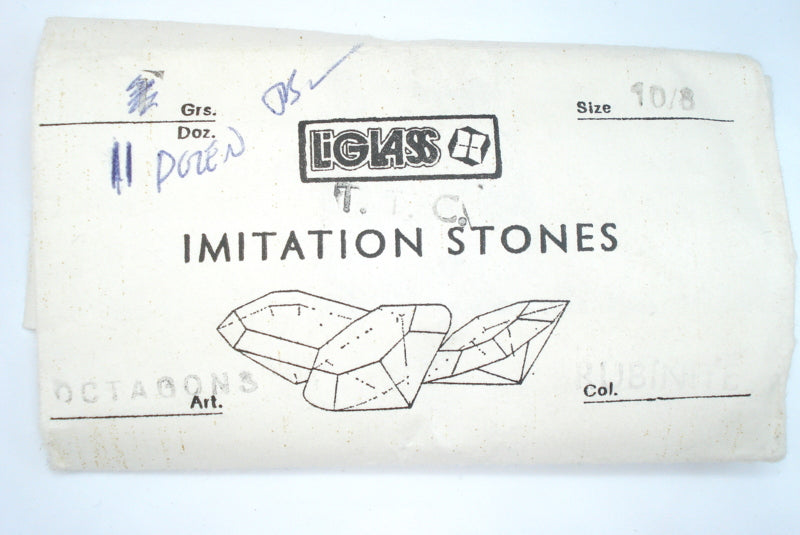 Grs.
Size 10/8
Doz.
11 DOZEN
LiGLASS
T. T. C.
IMITATION STONES
OCTAGONS
Art.
RUBINITE
Col.